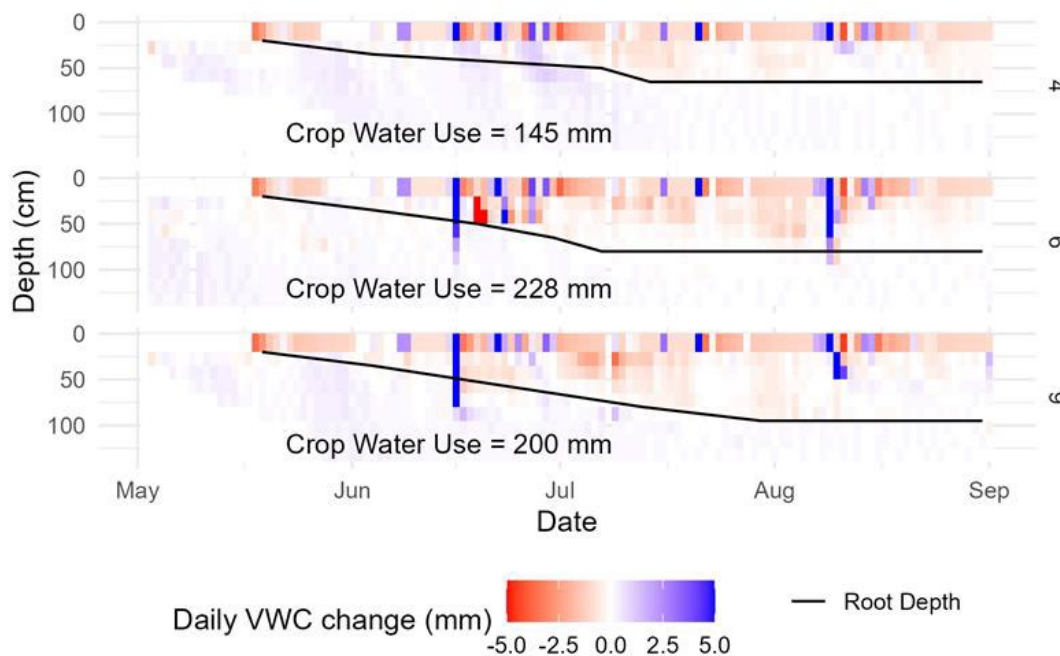 0
50
100
Crop Water Use = 145 mm
4
0
50
100
Crop Water Use = 228 mm
0
50
100
Crop Water Use = 200 mm
9
Depth (cm)
May
Jun
Jul
Aug
Sep
Date
Daily VWC change (mm)
-5.0
-2.5
0.0
2.5
5.0
Root Depth